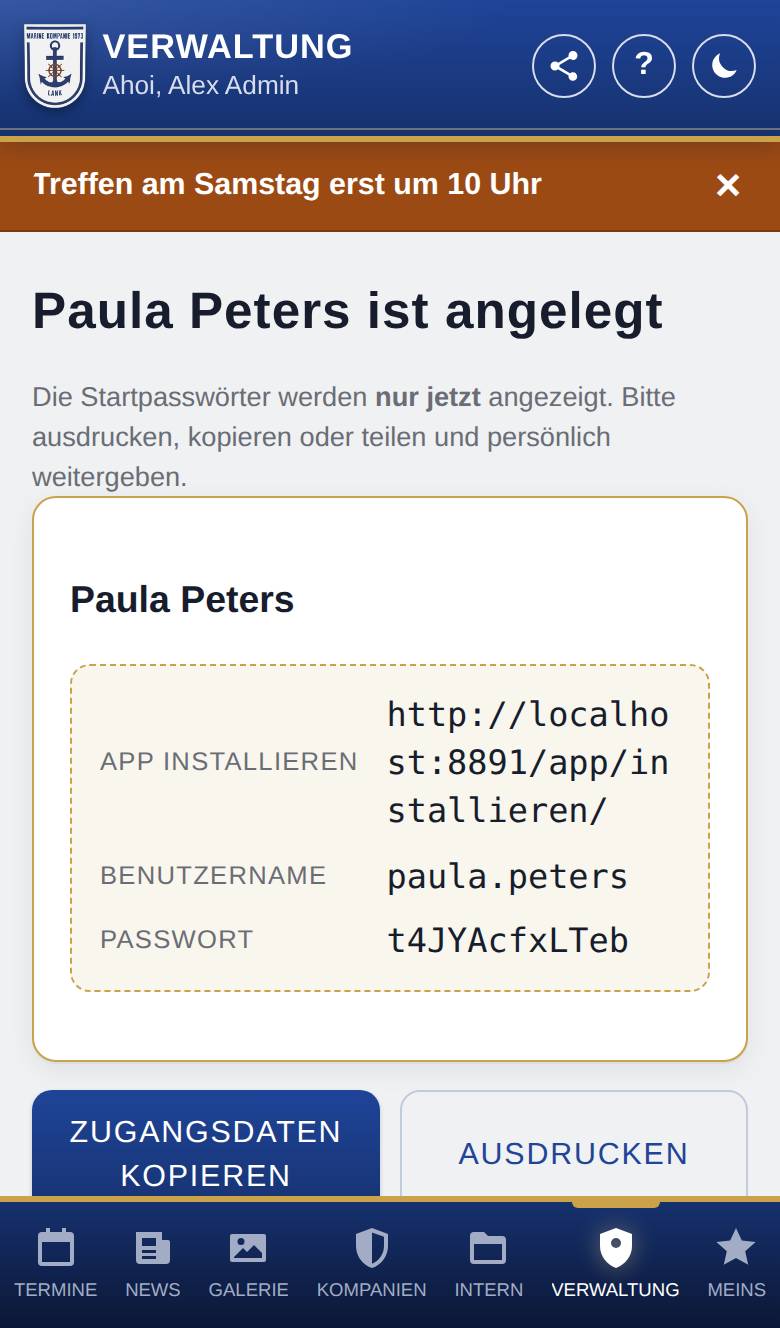 MARINE KOMPANIE 1973
LANK
VERWALTUNG
Ahoi, Alex Admin
?
Treffen am Samstag erst um 10 Uhr
×
Paula Peters ist angelegt
Die Startpasswörter werden nur jetzt angezeigt. Bitte
ausdrucken, kopieren oder teilen und persönlich
weitergeben.
Paula Peters
APP INSTALLIEREN
http://localho
st:8891/app/in
stallieren/
BENUTZERNAME paula.peters
PASSWORT t4JYAcfxLTeb
ZUGANGSDATEN
KOPIEREN
AUSDRUCKEN
TERMINE NEWS GALERIE KOMPANIEN INTERN VERWALTUNG MEINS